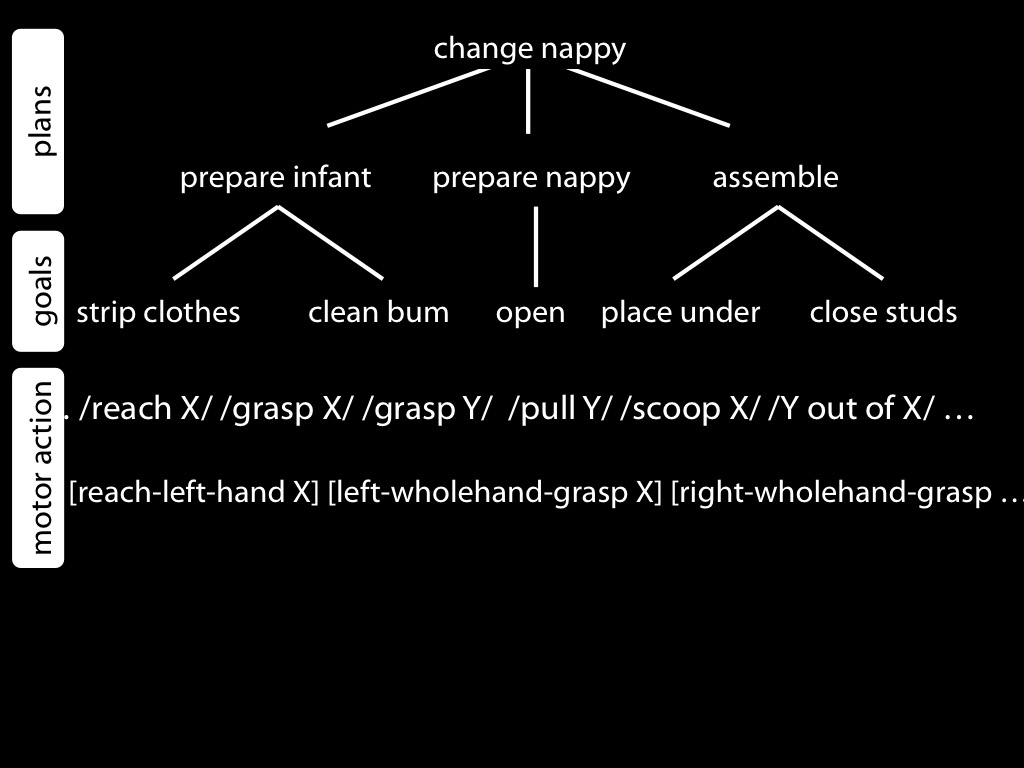 plans
change nappy
prepare infant prepare nappy assemble
goals
strip clothes clean bum open place under close studs
motor action
. /reach X/ /grasp X/ /grasp Y/ /pull Y/ /scoop X/ /Y out of X/ …
[reach-left-hand X] [left-wholehand-grasp X] [right-wholehand-grasp …